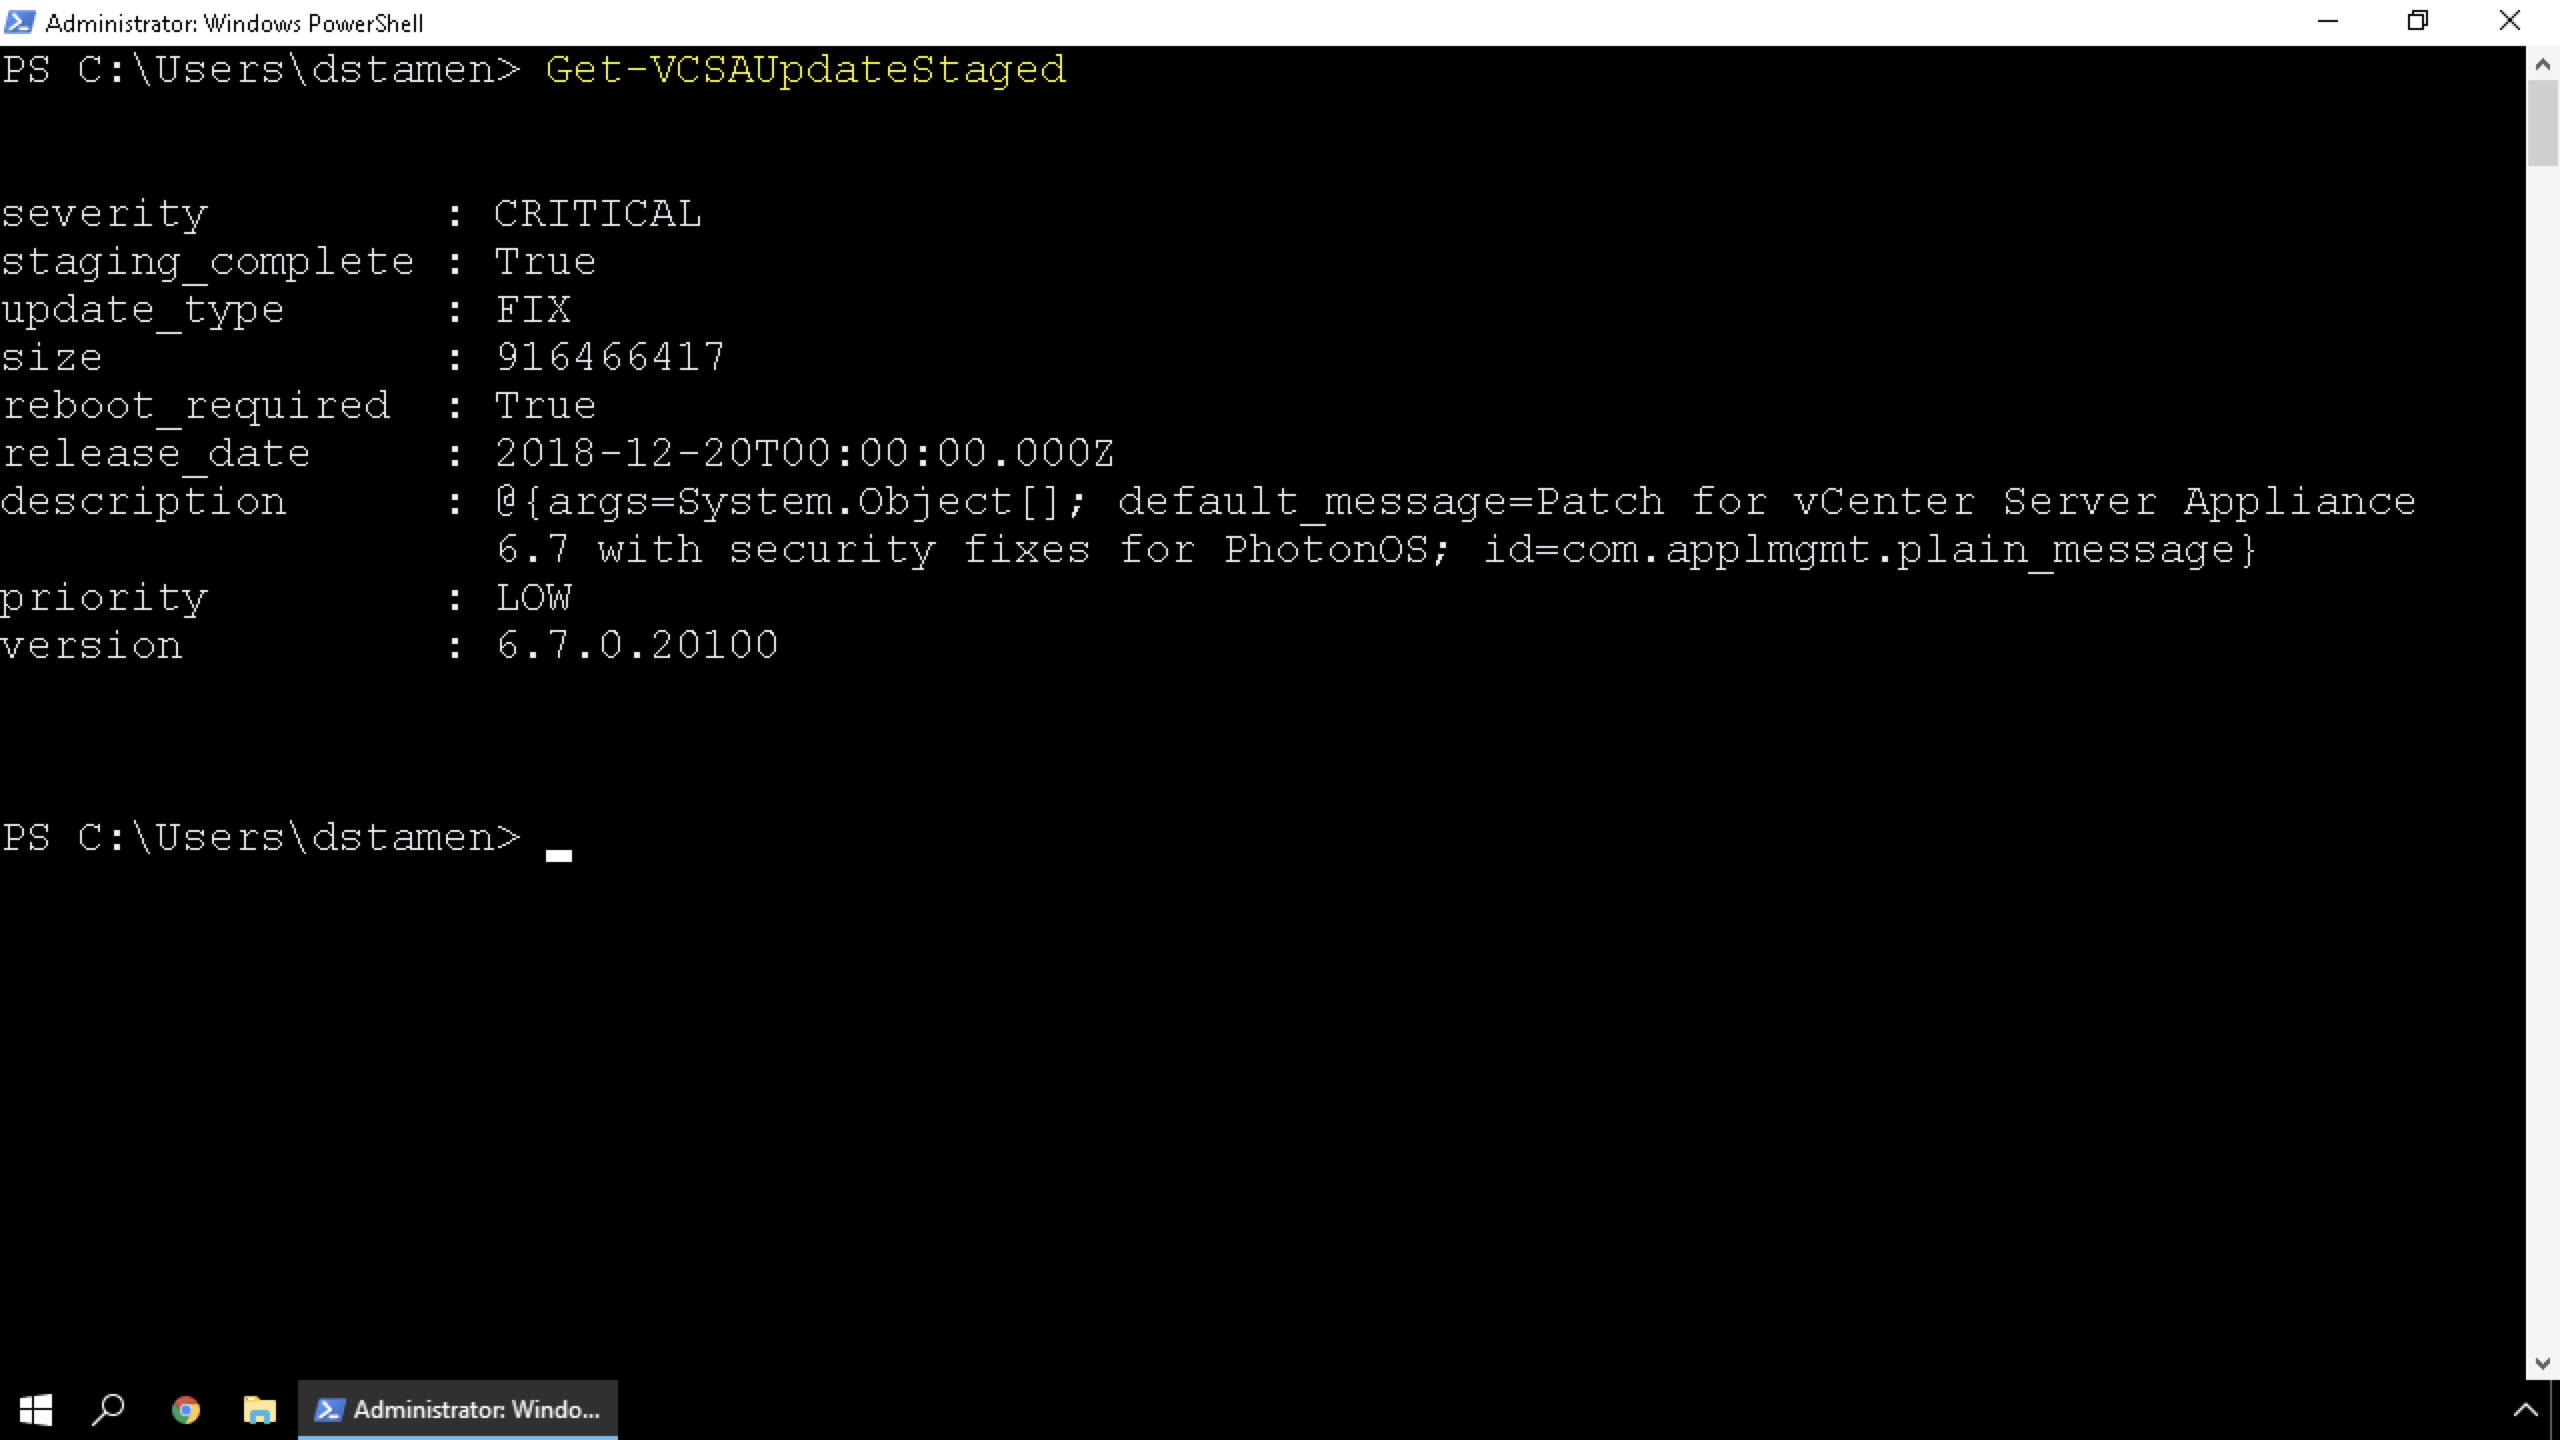 Administrator: Windows PowerShell
PS C:\Users\dstamen> Get-VCSAUpdateStaged
severity : CRITICAL
staging_complete : True
update_type : FIX
size : 916466417
reboot_required : True
release_date : 2018-12-20T00:00:00.000Z
description : @{args=System.Object[]; default_message=Patch for vCenter Server Appliance
6.7 with security fixes for PhotonOS; id=com.applmgmt.plain_message}
priority : LOW
version : 6.7.0.20100
PS C:\Users\dstamen>
Administrator: Windo...